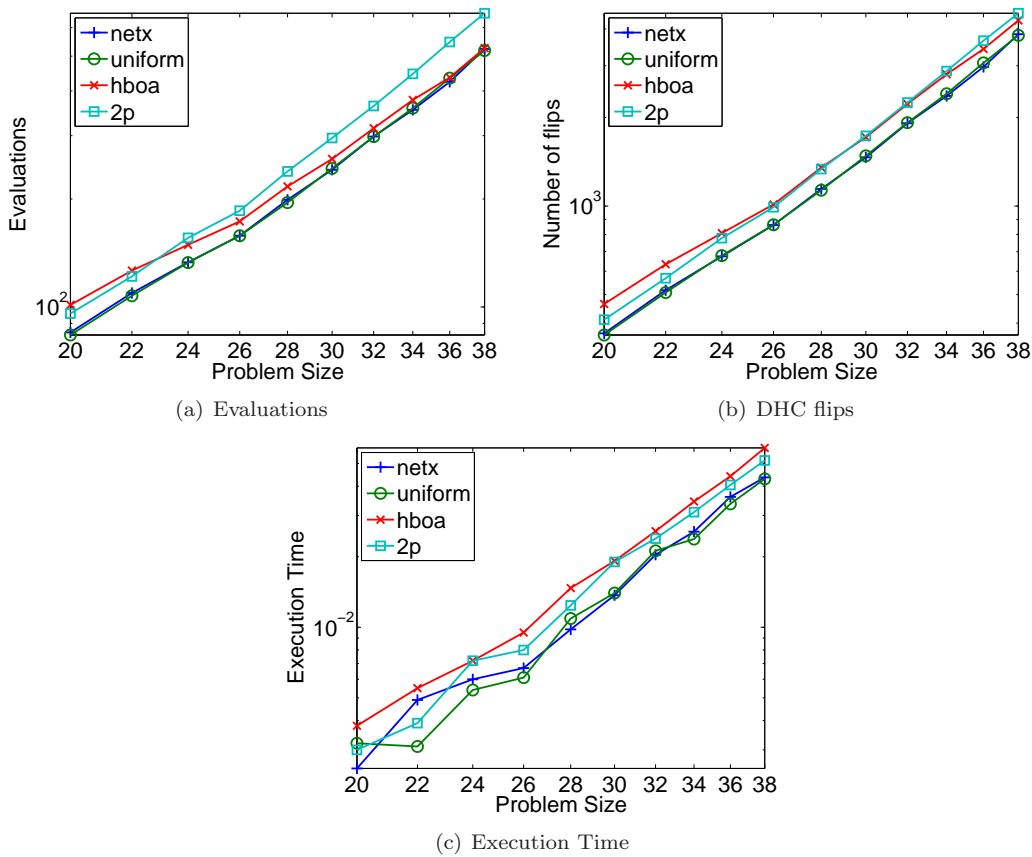 netx
uniform
hboa
2p
Evaluations
10^2
20 22 24 26 28 30 32 34 36 38
Problem Size
(a) Evaluations
netx
uniform
hboa
2p
Number of flips
10^3
20 22 24 26 28 30 32 34 36 38
Problem Size
(b) DHC flips
netx
uniform
hboa
2p
Execution Time
10^-2
20 22 24 26 28 30 32 34 36 38
Problem Size
(c) Execution Time